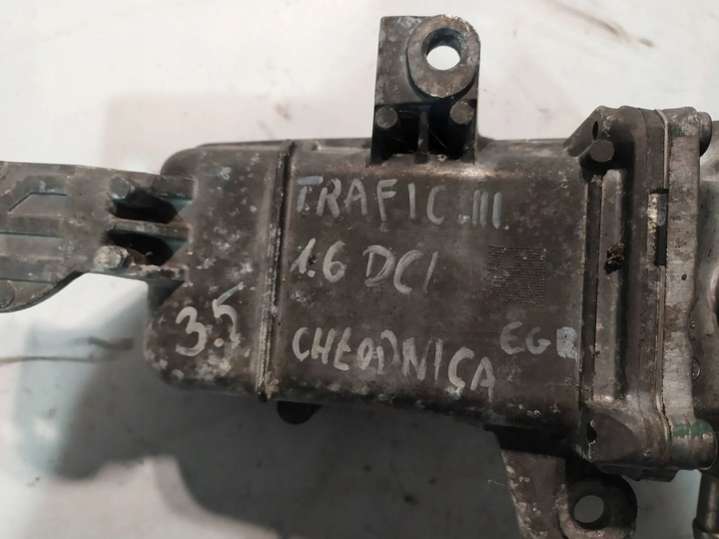 TRAFIC III
1.6 DCI
3.5
CHŁODNICA EGR